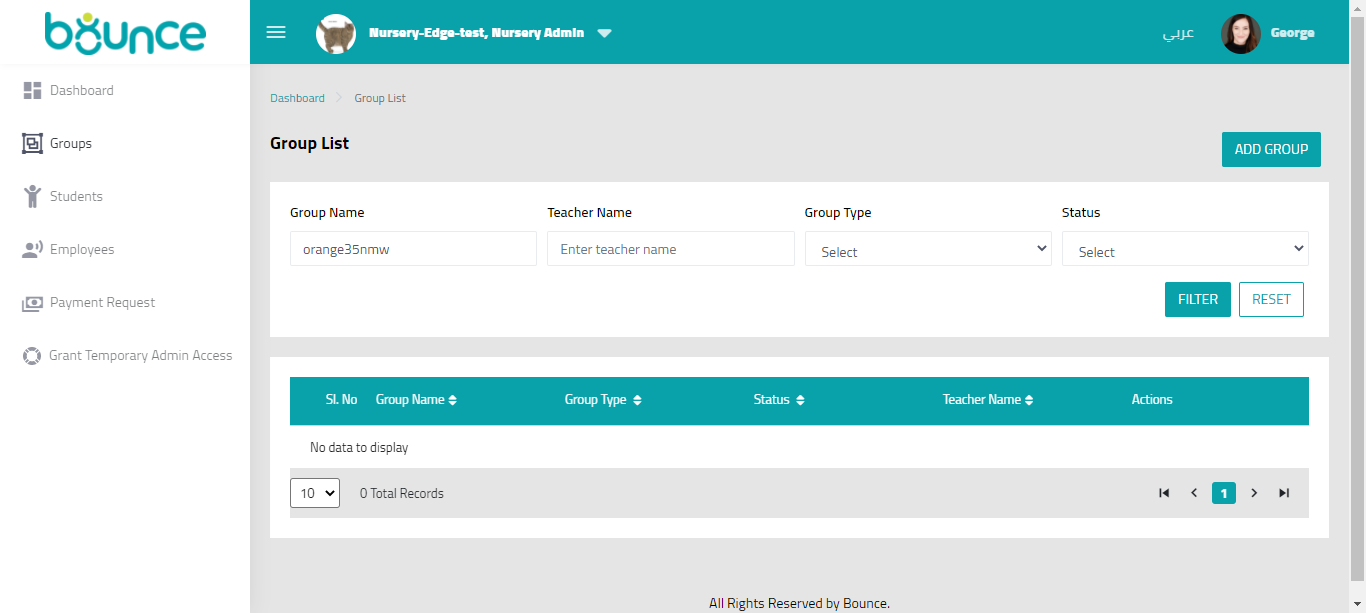 bounce
Nursery-Edge-test, Nursery Admin
عربي
George
Dashboard
Groups
Students
Employees
Payment Request
Grant Temporary Admin Access
Dashboard > Group List
Group List
ADD GROUP
Group Name Teacher Name Group Type Status
orange35nmw Enter teacher name Select Select
FILTER RESET
Sl. No Group Name Group Type Status Teacher Name Actions
No data to display
10 0 Total Records 1
All Rights Reserved by Bounce.